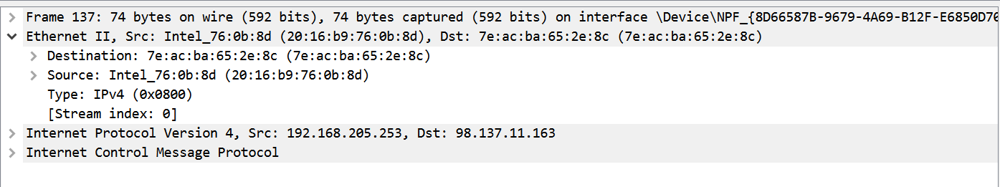 Frame 137: 74 bytes on wire (592 bits), 74 bytes captured (592 bits) on interface \Device\NPF_{8D66587B-9679-4A69-B12F-E6850D70
Ethernet II, Src: Intel_76:0b:8d (20:16:b9:76:0b:8d), Dst: 7e:ac:ba:65:2e:8c (7e:ac:ba:65:2e:8c)
Destination: 7e:ac:ba:65:2e:8c (7e:ac:ba:65:2e:8c)
Source: Intel_76:0b:8d (20:16:b9:76:0b:8d)
Type: IPv4 (0x0800)
[Stream index: 0]
Internet Protocol Version 4, Src: 192.168.205.253, Dst: 98.137.11.163
Internet Control Message Protocol